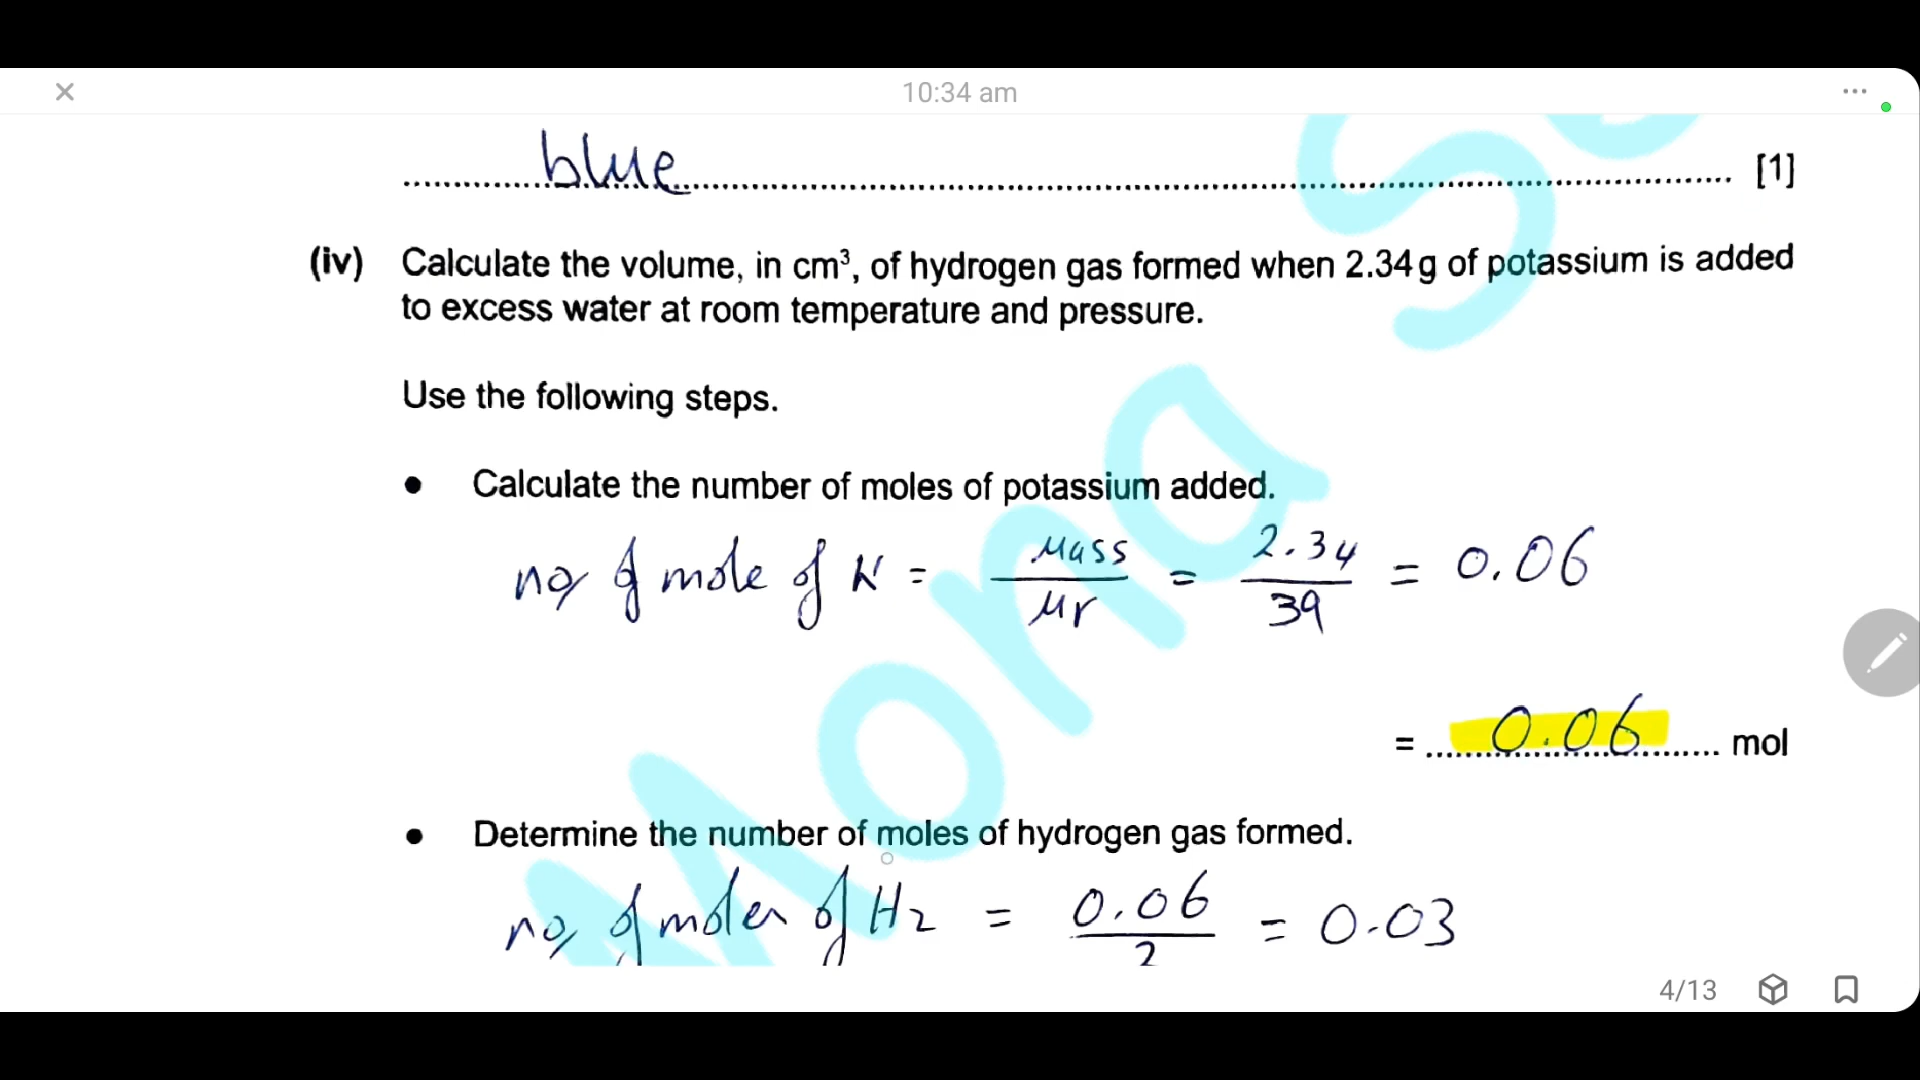 10:34 am
blue [1]
(iv) Calculate the volume, in cm³, of hydrogen gas formed when 2.34 g of potassium is added
to excess water at room temperature and pressure.
Use the following steps.
• Calculate the number of moles of potassium added.
no/ of mole of K = Mass / Mr = 2.34 / 39 = 0.06
= 0.06 mol
• Determine the number of moles of hydrogen gas formed.
no/ of moles of H2 = 0.06 / 2 = 0.03
Mona
4/13